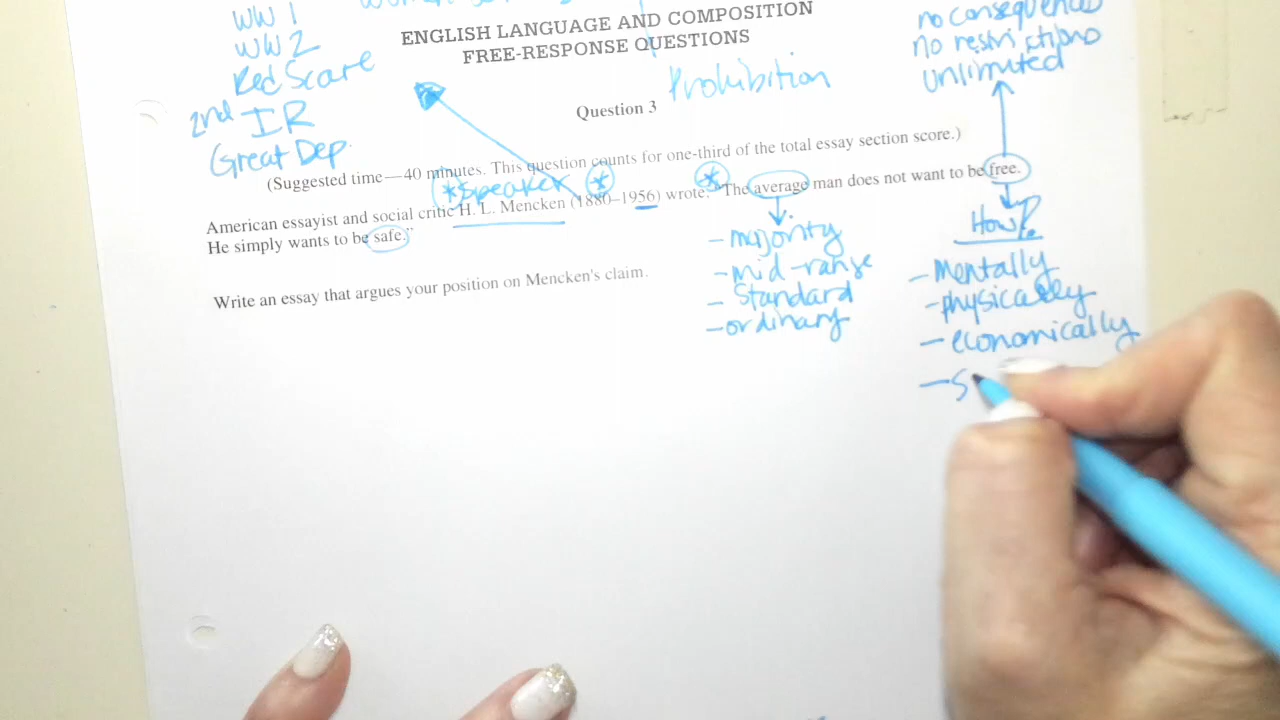 WW 1
WW 2
Red Scare
2nd IR
Great Dep.
ENGLISH LANGUAGE AND COMPOSITION
FREE-RESPONSE QUESTIONS
Prohibition
no consequences
no restrictions
unlimited
Question 3
(Suggested time—40 minutes. This question counts for one-third of the total essay section score.)
*Speaker * *
American essayist and social critic H. L. Mencken (1880–1956) wrote, "The average man does not want to be free.
He simply wants to be safe."
Write an essay that argues your position on Mencken's claim.
- majority
- mid-range
- Standard
- ordinary
How?
- Mentally
- physically
- economically
- S